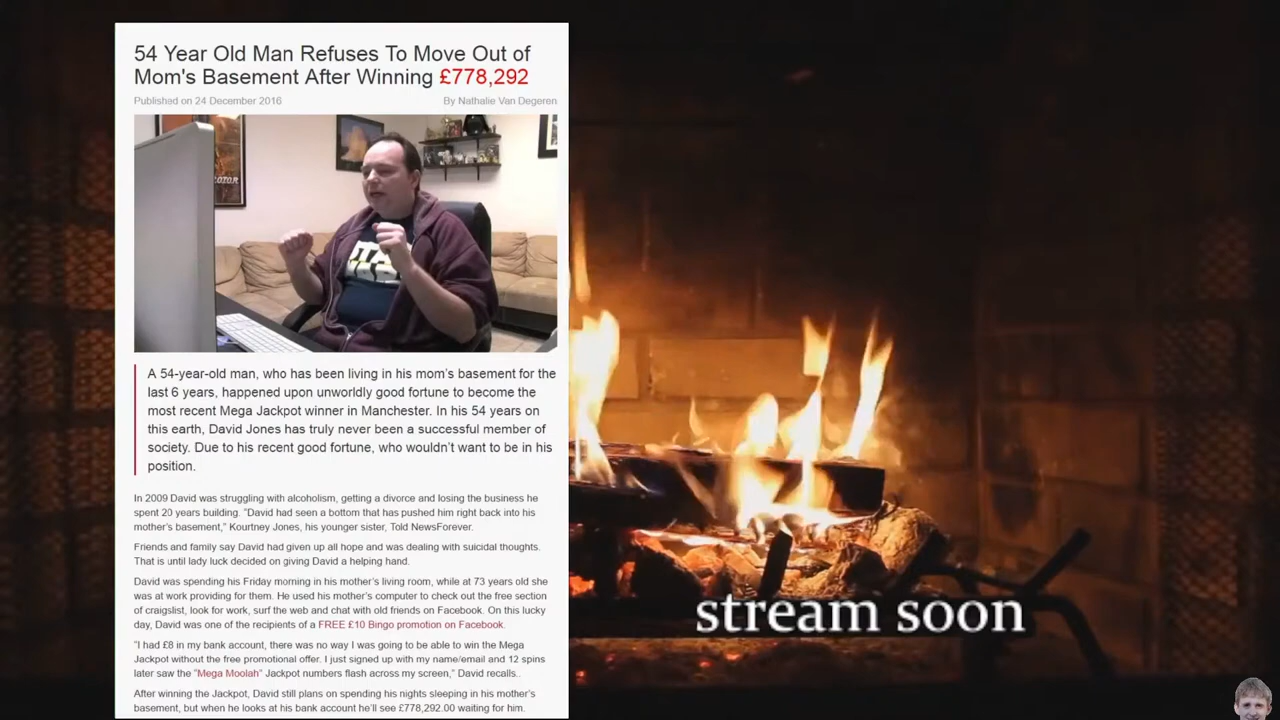 54 Year Old Man Refuses To Move Out of
Mom's Basement After Winning £778,292
Published on 24 December 2016 By Nathalie Van Degeren
A 54-year-old man, who has been living in his mom's basement for the
last 6 years, happened upon unworldly good fortune to become the
most recent Mega Jackpot winner in Manchester. In his 54 years on
this earth, David Jones has truly never been a successful member of
society. Due to his recent good fortune, who wouldn't want to be in his
position.
In 2009 David was struggling with alcoholism, getting a divorce and losing the business he
spent 20 years building. "David had seen a bottom that has pushed him right back into his
mother's basement," Kourtney Jones, his younger sister, Told NewsForever.
Friends and family say David had given up all hope and was dealing with suicidal thoughts.
That is until lady luck decided on giving David a helping hand.
David was spending his Friday morning in his mother's living room, while at 73 years old she
was at work providing for them. He used his mother's computer to check out the free section
of craigslist, look for work, surf the web and chat with old friends on Facebook. On this lucky
day, David was one of the recipients of a FREE £10 Bingo promotion on Facebook.
"I had £8 in my bank account, there was no way I was going to be able to win the Mega
Jackpot without the free promotional offer. I just signed up with my name/email and 12 spins
later saw the "Mega Moolah" Jackpot numbers flash across my screen," David recalls..
After winning the Jackpot, David still plans on spending his nights sleeping in his mother's
basement, but when he looks at his bank account he'll see £778,292.00 waiting for him.
stream soon